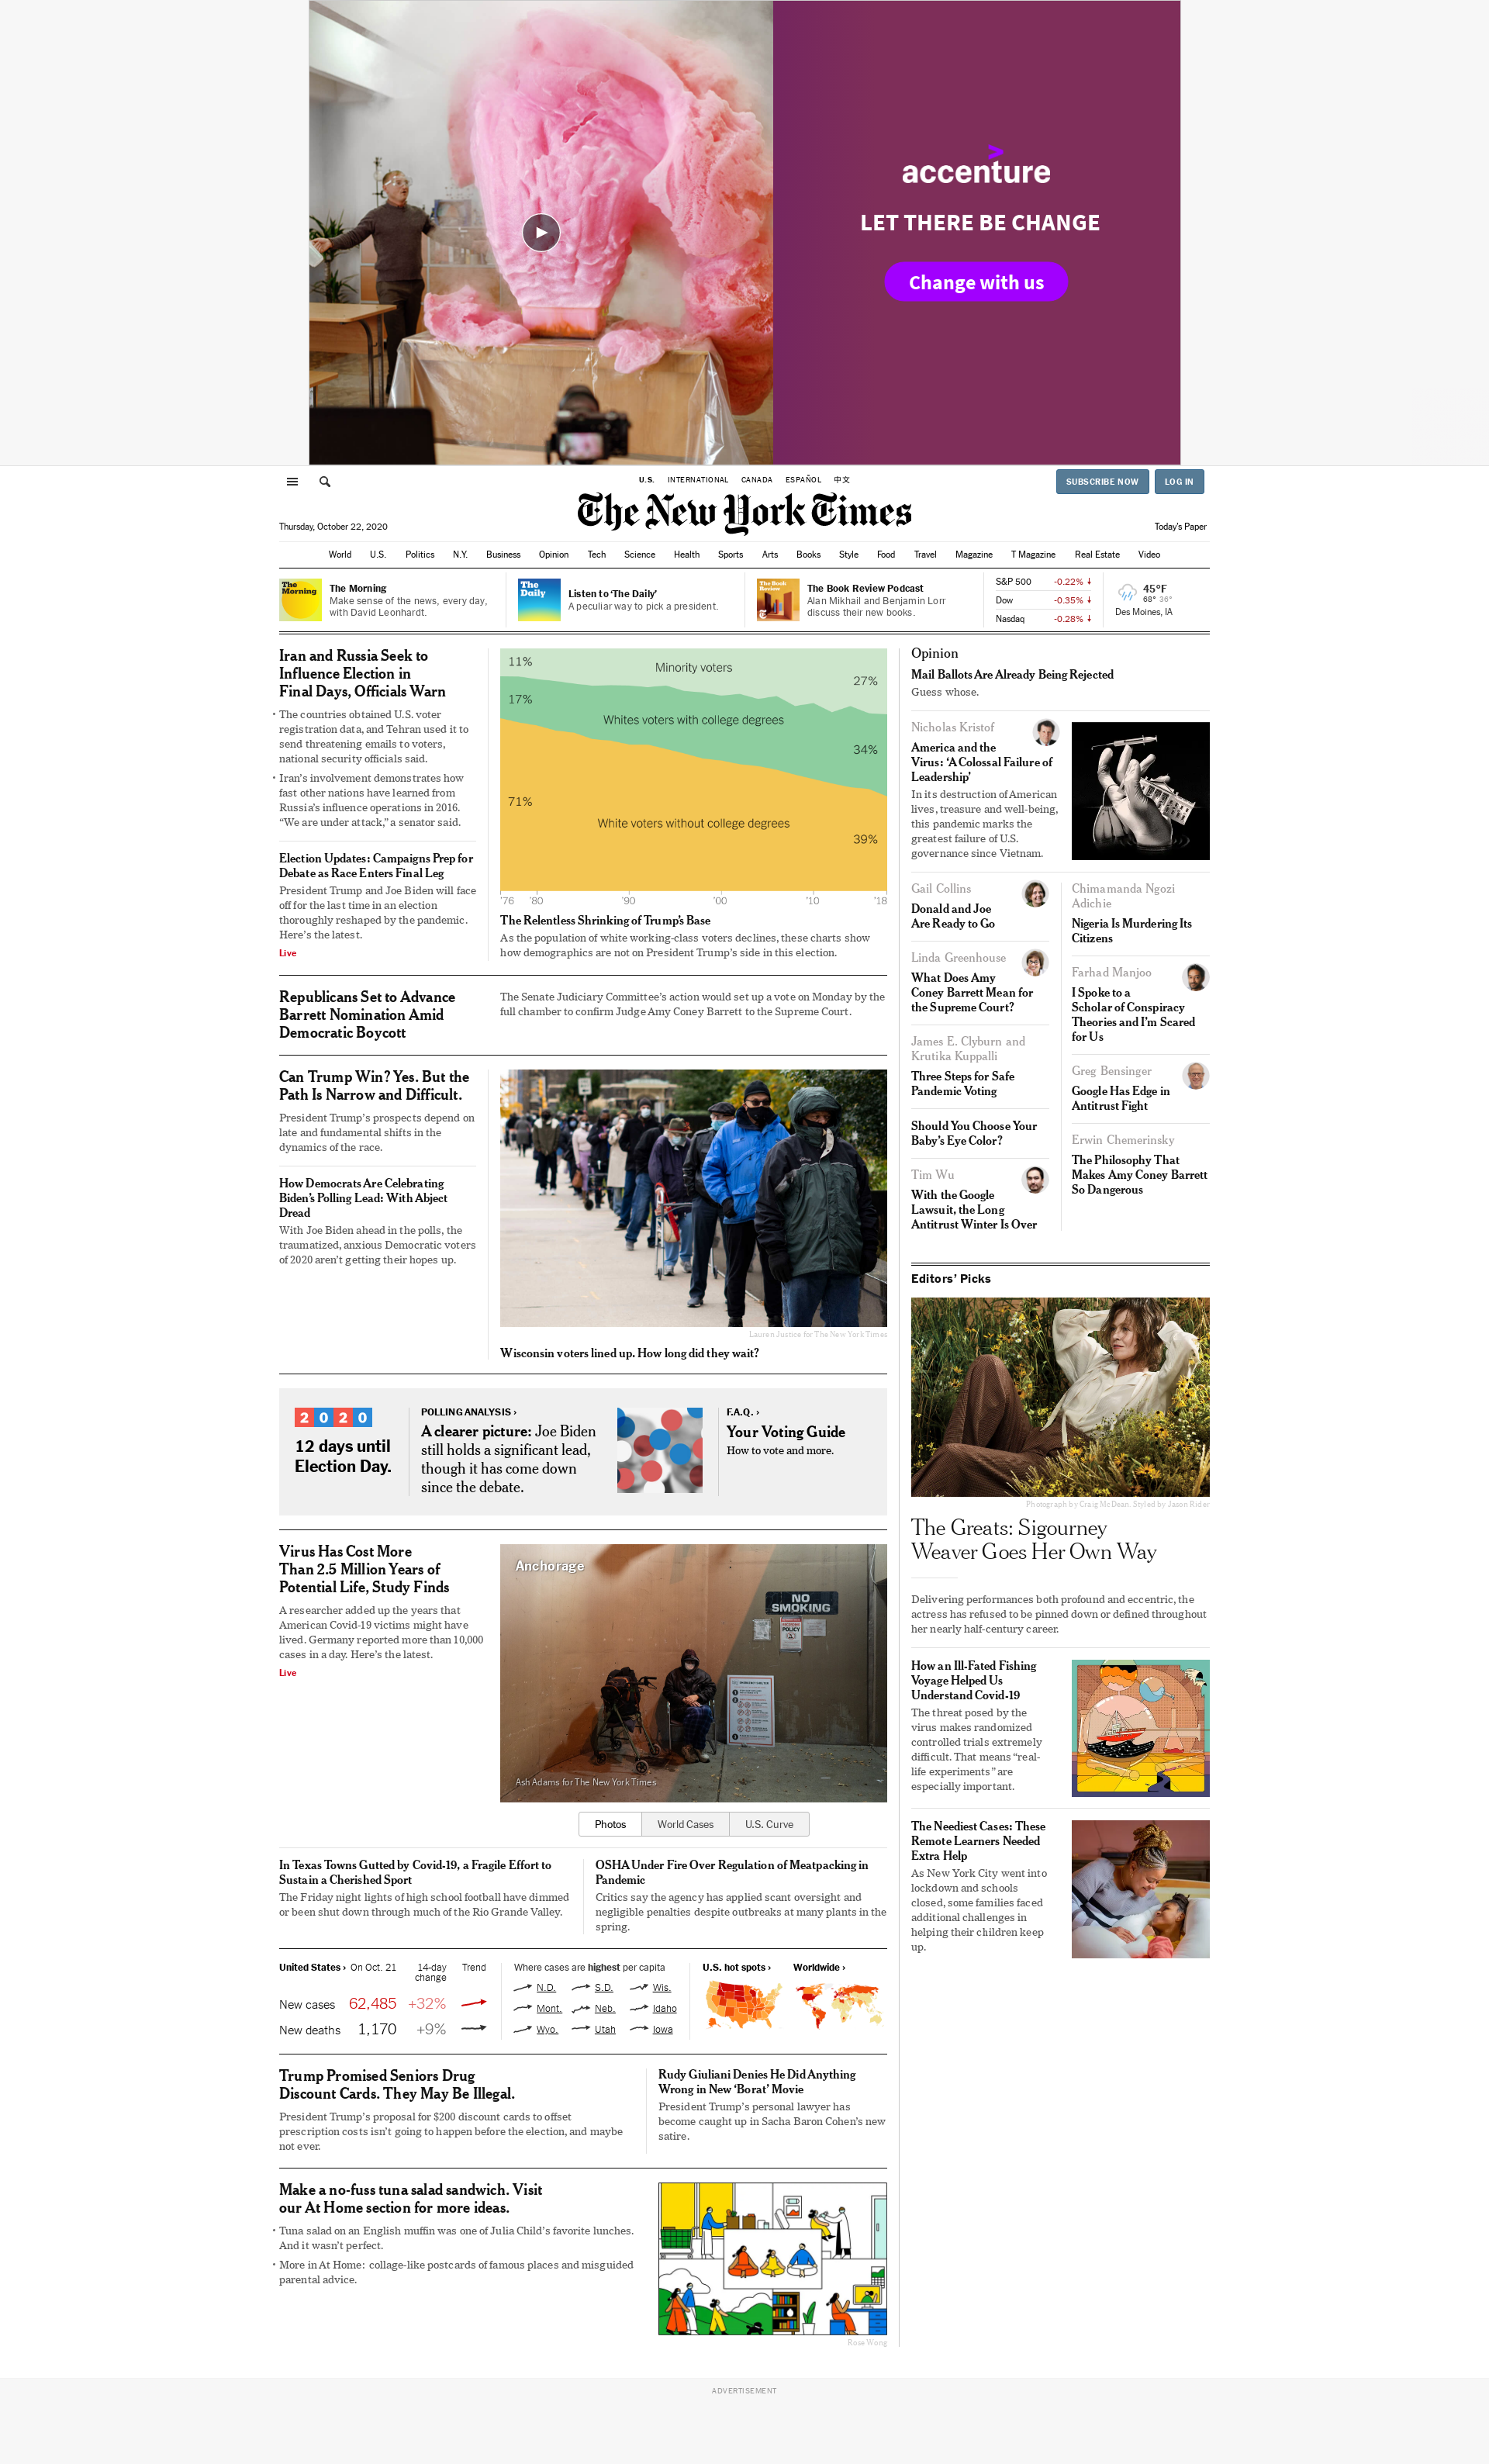 accenture
LET THERE BE CHANGE
Change with us
U.S. INTERNATIONAL CANADA ESPAÑOL 中文
SUBSCRIBE NOW LOG IN
The New York Times
Thursday, October 22, 2020
Today's Paper
World U.S. Politics N.Y. Business Opinion Tech Science Health Sports Arts Books Style Food Travel Magazine T Magazine Real Estate Video
The Morning
The Morning
Make sense of the news, every day,
with David Leonhardt.
The Daily
Listen to ‘The Daily’
A peculiar way to pick a president.
The Book Review
The Book Review Podcast
Alan Mikhail and Benjamin Lorr
discuss their new books.
S&P 500 -0.22%
Dow -0.35%
Nasdaq -0.28%
45°F
68° 36°
Des Moines, IA
Iran and Russia Seek to
Influence Election in
Final Days, Officials Warn
• The countries obtained U.S. voter
registration data, and Tehran used it to
send threatening emails to voters,
national security officials said.
• Iran’s involvement demonstrates how
fast other nations have learned from
Russia’s influence operations in 2016.
“We are under attack,” a senator said.
Election Updates: Campaigns Prep for
Debate as Race Enters Final Leg
President Trump and Joe Biden will face
off for the last time in an election
thoroughly reshaped by the pandemic.
Here’s the latest.
Live
11%
Minority voters
27%
17%
Whites voters with college degrees
34%
71%
White voters without college degrees
39%
’76 ’80 ’90 ’00 ’10 ’18
The Relentless Shrinking of Trump’s Base
As the population of white working-class voters declines, these charts show
how demographics are not on President Trump’s side in this election.
Republicans Set to Advance
Barrett Nomination Amid
Democratic Boycott
The Senate Judiciary Committee’s action would set up a vote on Monday by the
full chamber to confirm Judge Amy Coney Barrett to the Supreme Court.
Can Trump Win? Yes. But the
Path Is Narrow and Difficult.
President Trump’s prospects depend on
late and fundamental shifts in the
dynamics of the race.
How Democrats Are Celebrating
Biden’s Polling Lead: With Abject
Dread
With Joe Biden ahead in the polls, the
traumatized, anxious Democratic voters
of 2020 aren’t getting their hopes up.
Lauren Justice for The New York Times
Wisconsin voters lined up. How long did they wait?
2020
12 days until
Election Day.
POLLING ANALYSIS ›
A clearer picture: Joe Biden
still holds a significant lead,
though it has come down
since the debate.
F.A.Q. ›
Your Voting Guide
How to vote and more.
Virus Has Cost More
Than 2.5 Million Years of
Potential Life, Study Finds
A researcher added up the years that
American Covid-19 victims might have
lived. Germany reported more than 10,000
cases in a day. Here’s the latest.
Live
Anchorage
NO
SMOKING
POLICY
Ash Adams for The New York Times
Photos World Cases U.S. Curve
In Texas Towns Gutted by Covid-19, a Fragile Effort to
Sustain a Cherished Sport
The Friday night lights of high school football have dimmed
or been shut down through much of the Rio Grande Valley.
OSHA Under Fire Over Regulation of Meatpacking in
Pandemic
Critics say the agency has applied scant oversight and
negligible penalties despite outbreaks at many plants in the
spring.
United States › On Oct. 21 14-day change Trend
New cases 62,485 +32%
New deaths 1,170 +9%
Where cases are highest per capita
N.D. S.D. Wis.
Mont. Neb. Idaho
Wyo. Utah Iowa
U.S. hot spots › Worldwide ›
Trump Promised Seniors Drug
Discount Cards. They May Be Illegal.
President Trump’s proposal for $200 discount cards to offset
prescription costs isn’t going to happen before the election, and maybe
not ever.
Rudy Giuliani Denies He Did Anything
Wrong in New ‘Borat’ Movie
President Trump’s personal lawyer has
become caught up in Sacha Baron Cohen’s new
satire.
Make a no-fuss tuna salad sandwich. Visit
our At Home section for more ideas.
• Tuna salad on an English muffin was one of Julia Child’s favorite lunches.
And it wasn’t perfect.
• More in At Home: collage-like postcards of famous places and misguided
parental advice.
Rose Wong
Opinion
Mail Ballots Are Already Being Rejected
Guess whose.
Nicholas Kristof
America and the
Virus: ‘A Colossal Failure of
Leadership’
In its destruction of American
lives, treasure and well-being,
this pandemic marks the
greatest failure of U.S.
governance since Vietnam.
Gail Collins
Donald and Joe
Are Ready to Go
Linda Greenhouse
What Does Amy
Coney Barrett Mean for
the Supreme Court?
James E. Clyburn and
Krutika Kuppalli
Three Steps for Safe
Pandemic Voting
Should You Choose Your
Baby’s Eye Color?
Tim Wu
With the Google
Lawsuit, the Long
Antitrust Winter Is Over
Chimamanda Ngozi
Adichie
Nigeria Is Murdering Its
Citizens
Farhad Manjoo
I Spoke to a
Scholar of Conspiracy
Theories and I’m Scared
for Us
Greg Bensinger
Google Has Edge in
Antitrust Fight
Erwin Chemerinsky
The Philosophy That
Makes Amy Coney Barrett
So Dangerous
Editors’ Picks
Photograph by Craig McDean. Styled by Jason Rider
The Greats: Sigourney
Weaver Goes Her Own Way
Delivering performances both profound and eccentric, the
actress has refused to be pinned down or defined throughout
her nearly half-century career.
How an Ill-Fated Fishing
Voyage Helped Us
Understand Covid-19
The threat posed by the
virus makes randomized
controlled trials extremely
difficult. That means “real-
life experiments” are
especially important.
The Neediest Cases: These
Remote Learners Needed
Extra Help
As New York City went into
lockdown and schools
closed, some families faced
additional challenges in
helping their children keep
up.
ADVERTISEMENT